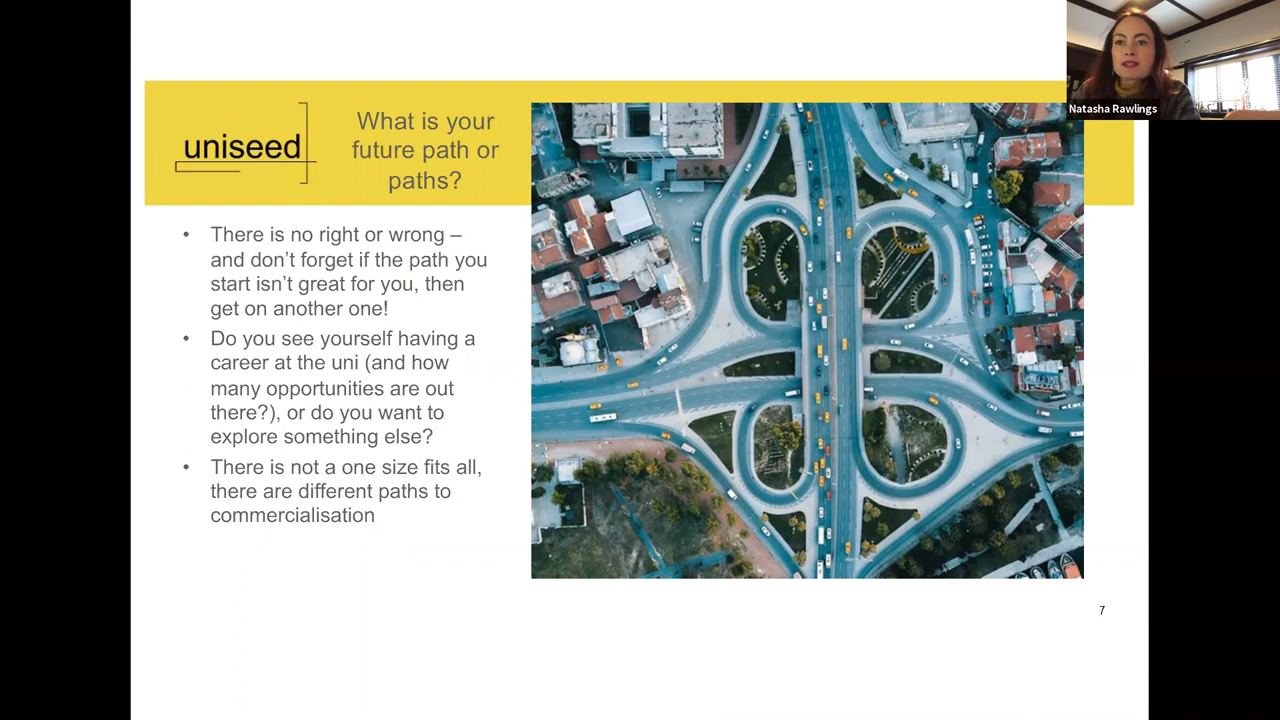 Natasha Rawlings
uniseed
What is your
future path or
paths?
• There is no right or wrong –
and don’t forget if the path you
start isn’t great for you, then
get on another one!
• Do you see yourself having a
career at the uni (and how
many opportunities are out
there?), or do you want to
explore something else?
• There is not a one size fits all,
there are different paths to
commercialisation
7